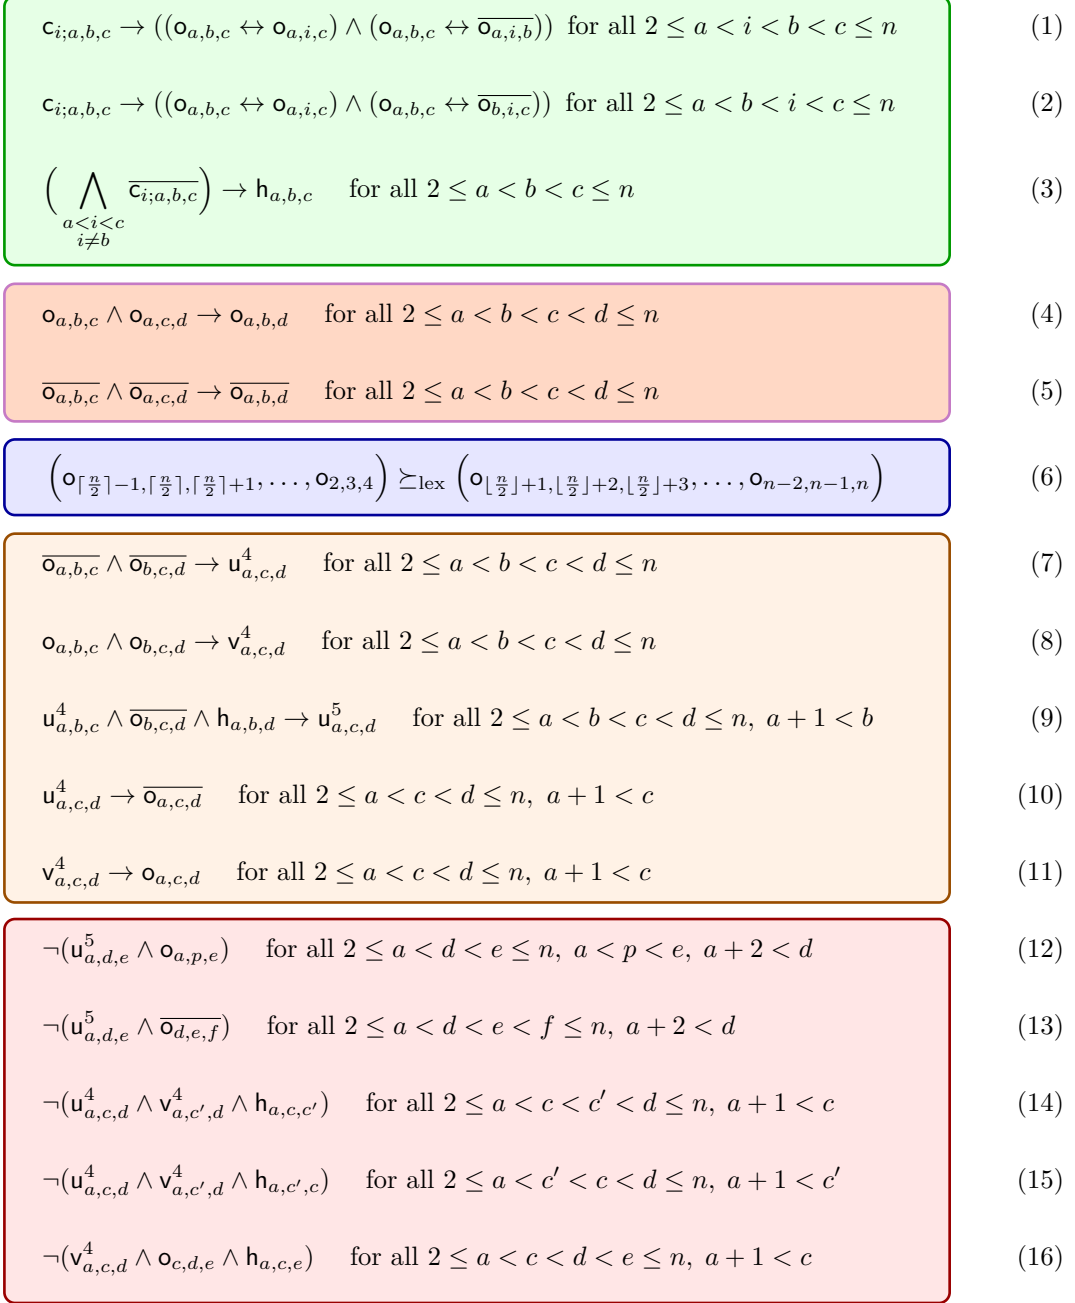 c_{i;a,b,c} → ((o_{a,b,c} ↔ o_{a,i,c}) ∧ (o_{a,b,c} ↔ \overline{o_{a,i,b}})) for all 2 ≤ a < i < b < c ≤ n (1)
c_{i;a,b,c} → ((o_{a,b,c} ↔ o_{a,i,c}) ∧ (o_{a,b,c} ↔ \overline{o_{b,i,c}})) for all 2 ≤ a < b < i < c ≤ n (2)
(⋀_{a<i<c, i≠b} \overline{c_{i;a,b,c}}) → h_{a,b,c} for all 2 ≤ a < b < c ≤ n (3)
o_{a,b,c} ∧ o_{a,c,d} → o_{a,b,d} for all 2 ≤ a < b < c < d ≤ n (4)
\overline{o_{a,b,c}} ∧ \overline{o_{a,c,d}} → \overline{o_{a,b,d}} for all 2 ≤ a < b < c < d ≤ n (5)
(o_{⌈n/2⌉−1,⌈n/2⌉,⌈n/2⌉+1}, …, o_{2,3,4}) ⪰_{lex} (o_{⌊n/2⌋+1,⌊n/2⌋+2,⌊n/2⌋+3}, …, o_{n−2,n−1,n}) (6)
\overline{o_{a,b,c}} ∧ \overline{o_{b,c,d}} → u^4_{a,c,d} for all 2 ≤ a < b < c < d ≤ n (7)
o_{a,b,c} ∧ o_{b,c,d} → v^4_{a,c,d} for all 2 ≤ a < b < c < d ≤ n (8)
u^4_{a,b,c} ∧ \overline{o_{b,c,d}} ∧ h_{a,b,d} → u^5_{a,c,d} for all 2 ≤ a < b < c < d ≤ n, a + 1 < b (9)
u^4_{a,c,d} → \overline{o_{a,c,d}} for all 2 ≤ a < c < d ≤ n, a + 1 < c (10)
v^4_{a,c,d} → o_{a,c,d} for all 2 ≤ a < c < d ≤ n, a + 1 < c (11)
¬(u^5_{a,d,e} ∧ o_{a,p,e}) for all 2 ≤ a < d < e ≤ n, a < p < e, a + 2 < d (12)
¬(u^5_{a,d,e} ∧ \overline{o_{d,e,f}}) for all 2 ≤ a < d < e < f ≤ n, a + 2 < d (13)
¬(u^4_{a,c,d} ∧ v^4_{a,c′,d} ∧ h_{a,c,c′}) for all 2 ≤ a < c < c′ < d ≤ n, a + 1 < c (14)
¬(u^4_{a,c,d} ∧ v^4_{a,c′,d} ∧ h_{a,c′,c}) for all 2 ≤ a < c′ < c < d ≤ n, a + 1 < c′ (15)
¬(v^4_{a,c,d} ∧ o_{c,d,e} ∧ h_{a,c,e}) for all 2 ≤ a < c < d < e ≤ n, a + 1 < c (16)